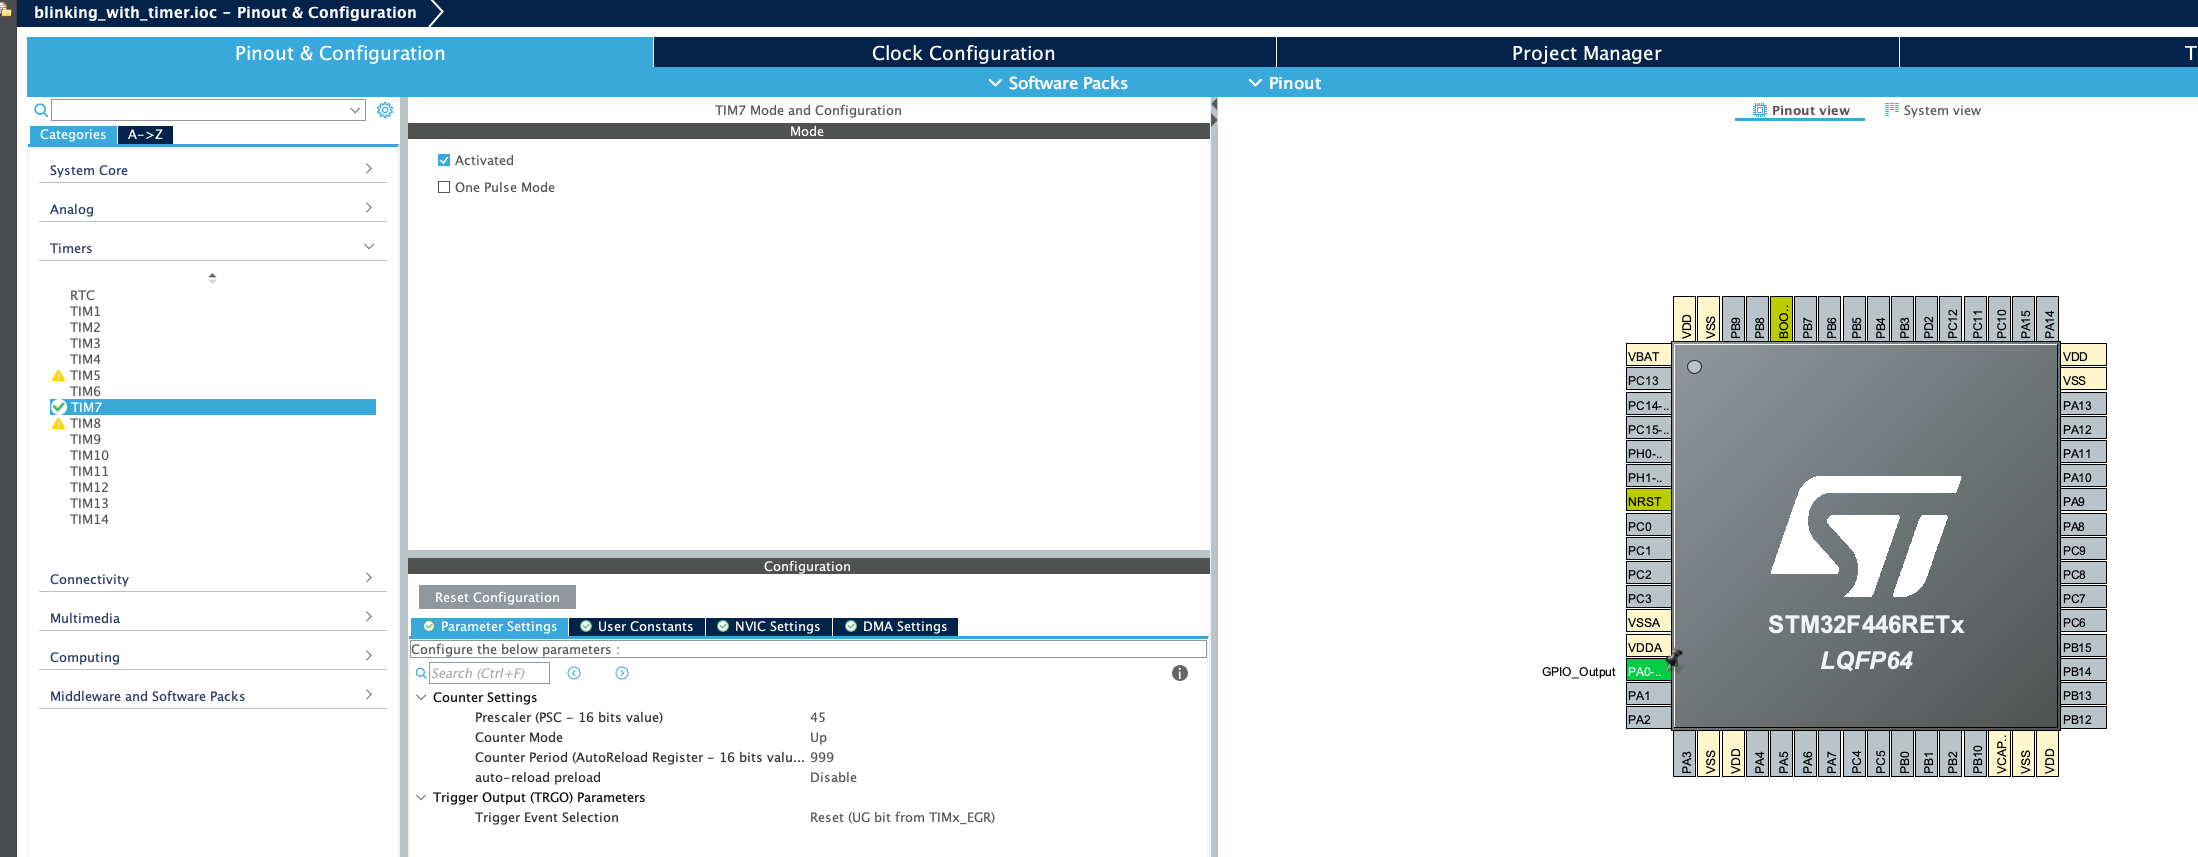 blinking_with_timer.ioc - Pinout & Configuration
Pinout & Configuration
Clock Configuration
Project Manager
T
Software Packs
Pinout
Categories
A->Z
System Core
Analog
Timers
RTC
TIM1
TIM2
TIM3
TIM4
TIM5
TIM6
TIM7
TIM8
TIM9
TIM10
TIM11
TIM12
TIM13
TIM14
Connectivity
Multimedia
Computing
Middleware and Software Packs
TIM7 Mode and Configuration
Mode
Activated
One Pulse Mode
Configuration
Reset Configuration
Parameter Settings
User Constants
NVIC Settings
DMA Settings
Configure the below parameters :
Search (Ctrl+F)
Counter Settings
Prescaler (PSC - 16 bits value) 45
Counter Mode Up
Counter Period (AutoReload Register - 16 bits valu... 999
auto-reload preload Disable
Trigger Output (TRGO) Parameters
Trigger Event Selection Reset (UG bit from TIMx_EGR)
Pinout view
System view
VDD
VSS
PB9
PB8
BOO..
PB7
PB6
PB5
PB4
PB3
PD2
PC12
PC11
PC10
PA15
PA14
VBAT
PC13
PC14-..
PC15-..
PH0-..
PH1-..
NRST
PC0
PC1
PC2
PC3
VSSA
VDDA
GPIO_Output
PA0-..
PA1
PA2
ST
STM32F446RETx
LQFP64
VDD
VSS
PA13
PA12
PA11
PA10
PA9
PA8
PC9
PC8
PC7
PC6
PB15
PB14
PB13
PB12
PA3
VSS
VDD
PA4
PA5
PA6
PA7
PC4
PC5
PB0
PB1
PB2
PB10
VCAP..
VSS
VDD